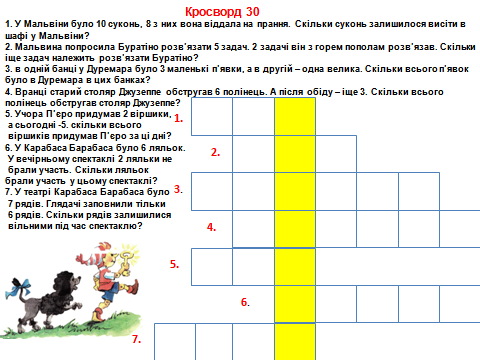 Кросворд 30
1. У Мальвіни було 10 суконь, 8 з них вона віддала на прання. Скільки суконь залишилося висіти в
шафі у Мальвіни?
2. Мальвина попросила Буратіно розв'язати 5 задач. 2 задачі він з горем пополам розв'язав. Скільки
іще задач належить розв'язати Буратіно?
3. в одній банці у Дуремара було 3 маленькі п'явки, а в другій – одна велика. Скільки всього п'явок
було в Дуремара в цих банках?
4. Вранці старий столяр Джузеппе обстругав 6 полінець. А після обіду – іще 3. Скільки всього
полінець обстругав столяр Джузеппе?
5. Учора П'єро придумав 2 віршики,
а сьогодні -5. скільки всього
віршиків придумав П'єро за ці дні?
6. У Карабаса Барабаса було 6 ляльок.
У вечірньому спектаклі 2 ляльки не
брали участь. Скільки ляльок
брали участь у цьому спектаклі?
7. У театрі Карабаса Барабаса було
7 рядів. Глядачі заповнили тільки
6 рядів. Скільки рядів залишилися
вільними під час спектаклю?
1.
2.
3.
4.
5.
6.
7.